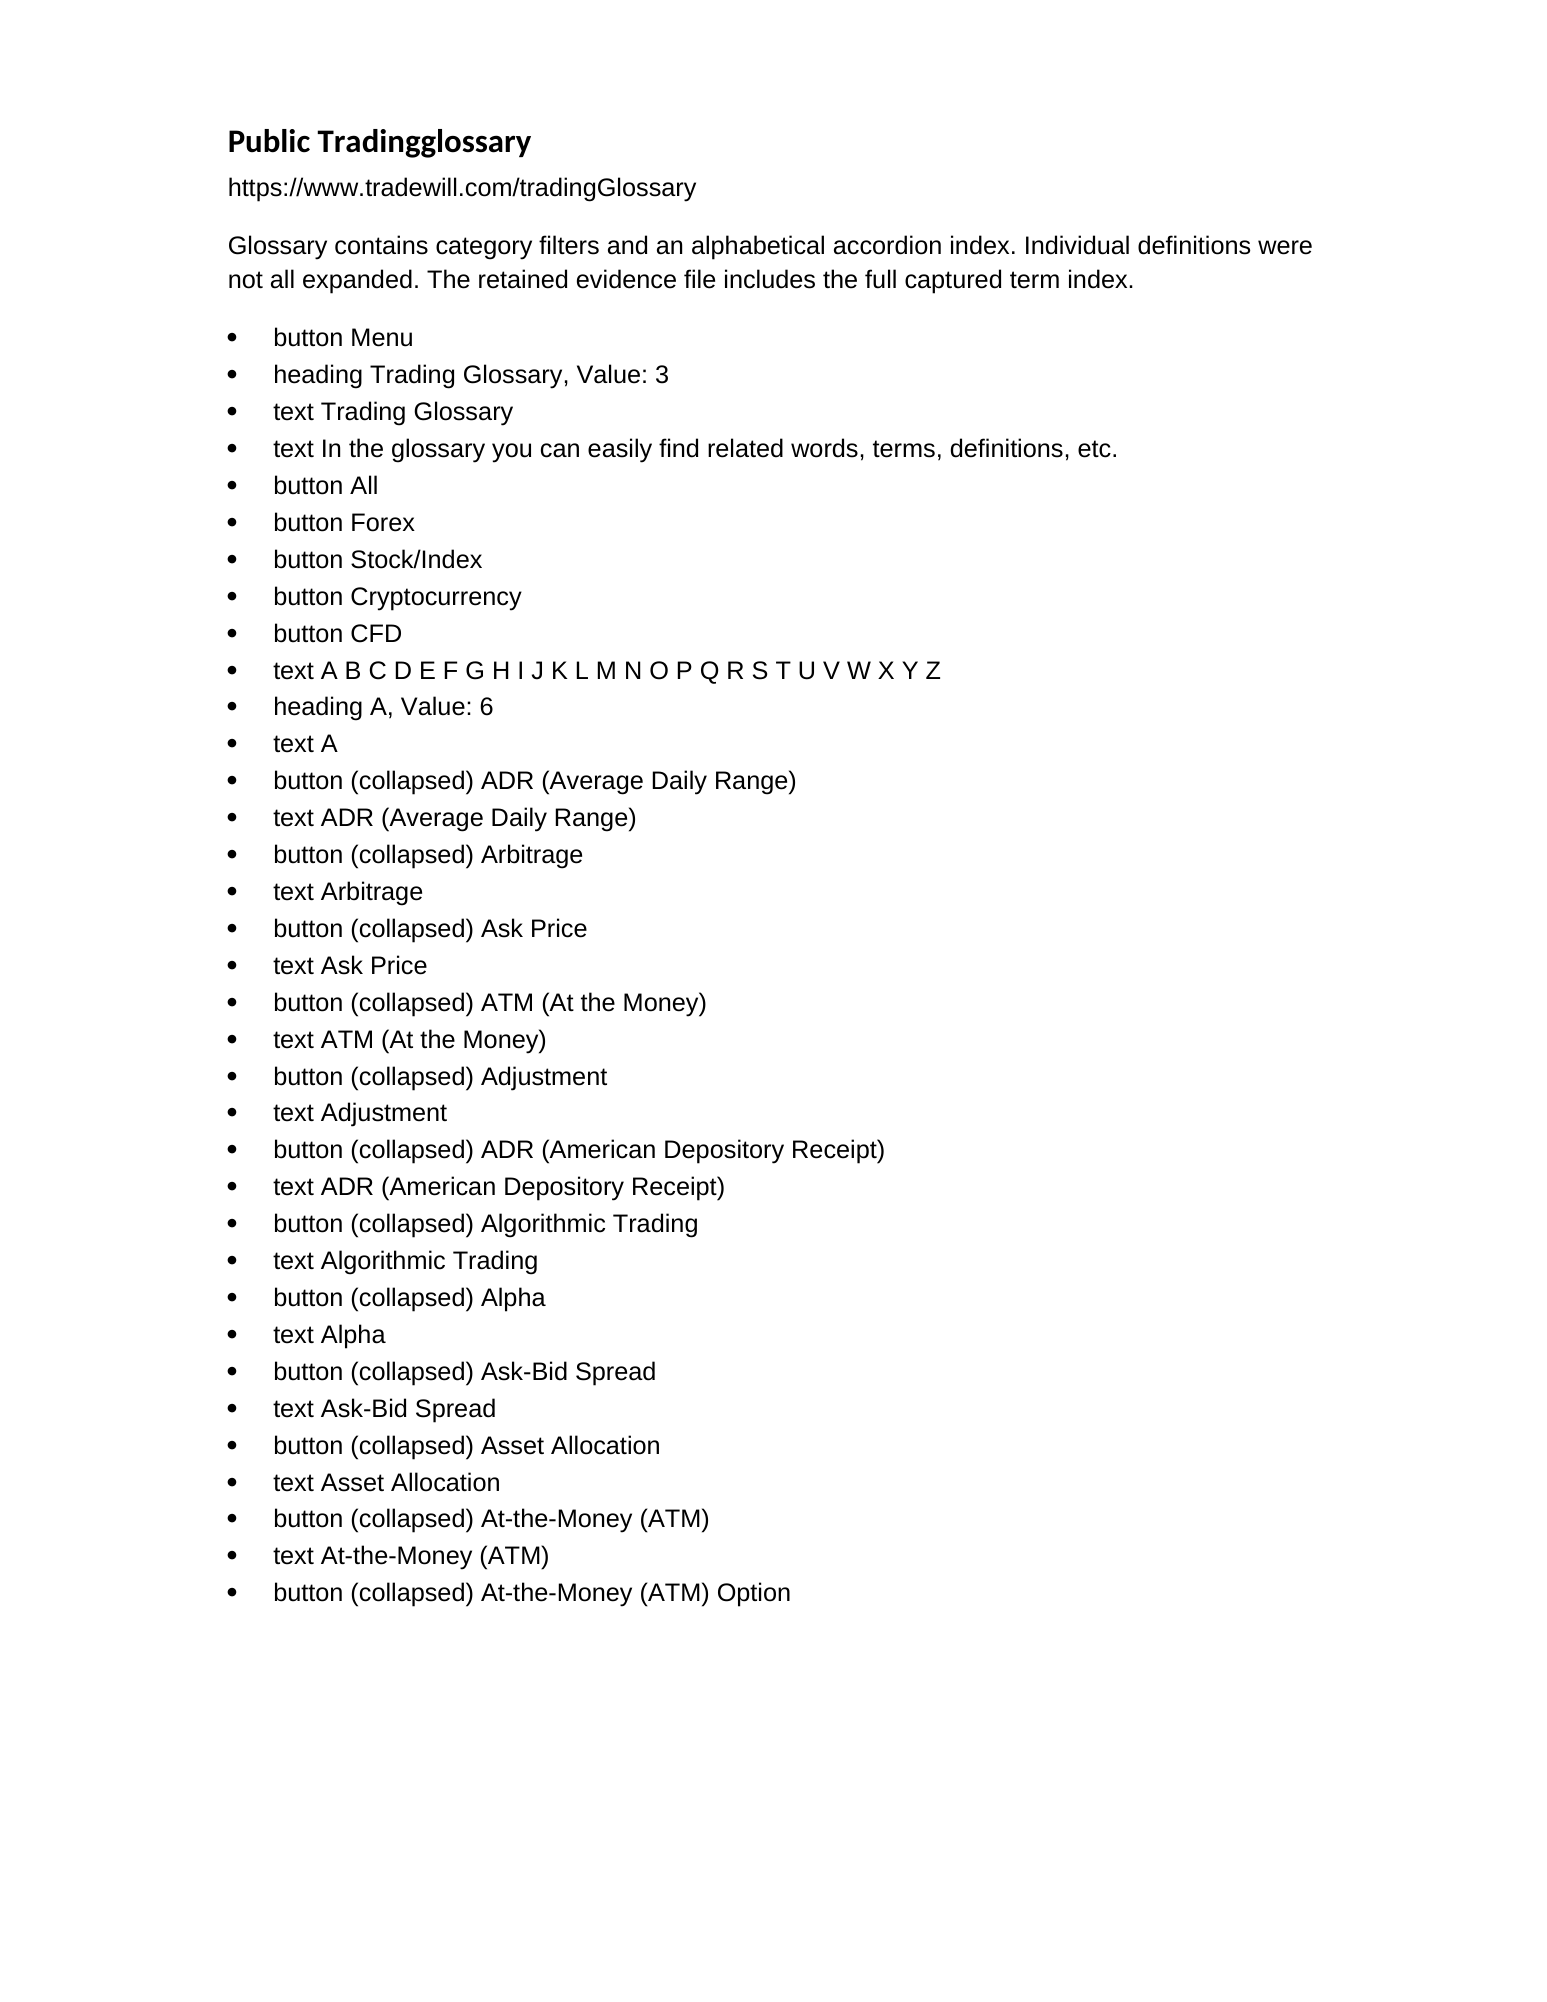 Public Tradingglossary
https://www.tradewill.com/tradingGlossary
Glossary contains category filters and an alphabetical accordion index. Individual definitions were
not all expanded. The retained evidence file includes the full captured term index.
• button Menu
• heading Trading Glossary, Value: 3
• text Trading Glossary
• text In the glossary you can easily find related words, terms, definitions, etc.
• button All
• button Forex
• button Stock/Index
• button Cryptocurrency
• button CFD
• text A B C D E F G H I J K L M N O P Q R S T U V W X Y Z
• heading A, Value: 6
• text A
• button (collapsed) ADR (Average Daily Range)
• text ADR (Average Daily Range)
• button (collapsed) Arbitrage
• text Arbitrage
• button (collapsed) Ask Price
• text Ask Price
• button (collapsed) ATM (At the Money)
• text ATM (At the Money)
• button (collapsed) Adjustment
• text Adjustment
• button (collapsed) ADR (American Depository Receipt)
• text ADR (American Depository Receipt)
• button (collapsed) Algorithmic Trading
• text Algorithmic Trading
• button (collapsed) Alpha
• text Alpha
• button (collapsed) Ask-Bid Spread
• text Ask-Bid Spread
• button (collapsed) Asset Allocation
• text Asset Allocation
• button (collapsed) At-the-Money (ATM)
• text At-the-Money (ATM)
• button (collapsed) At-the-Money (ATM) Option